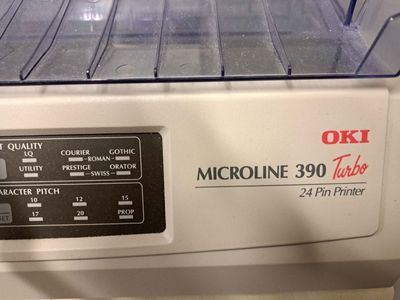 T QUALITY
LQ COURIER GOTHIC
ROMAN
UTILITY PRESTIGE ORATOR
SWISS
ARACTER PITCH
10 12 15
17 20 PROP
SET
OKI
MICROLINE 390 Turbo
24 Pin Printer